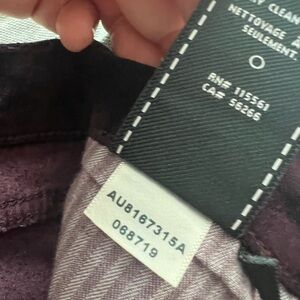 CLEAN
NETTOYAGE
SEULEMENT.
RN# 115561
CA# 56266
AU8167315A
068719